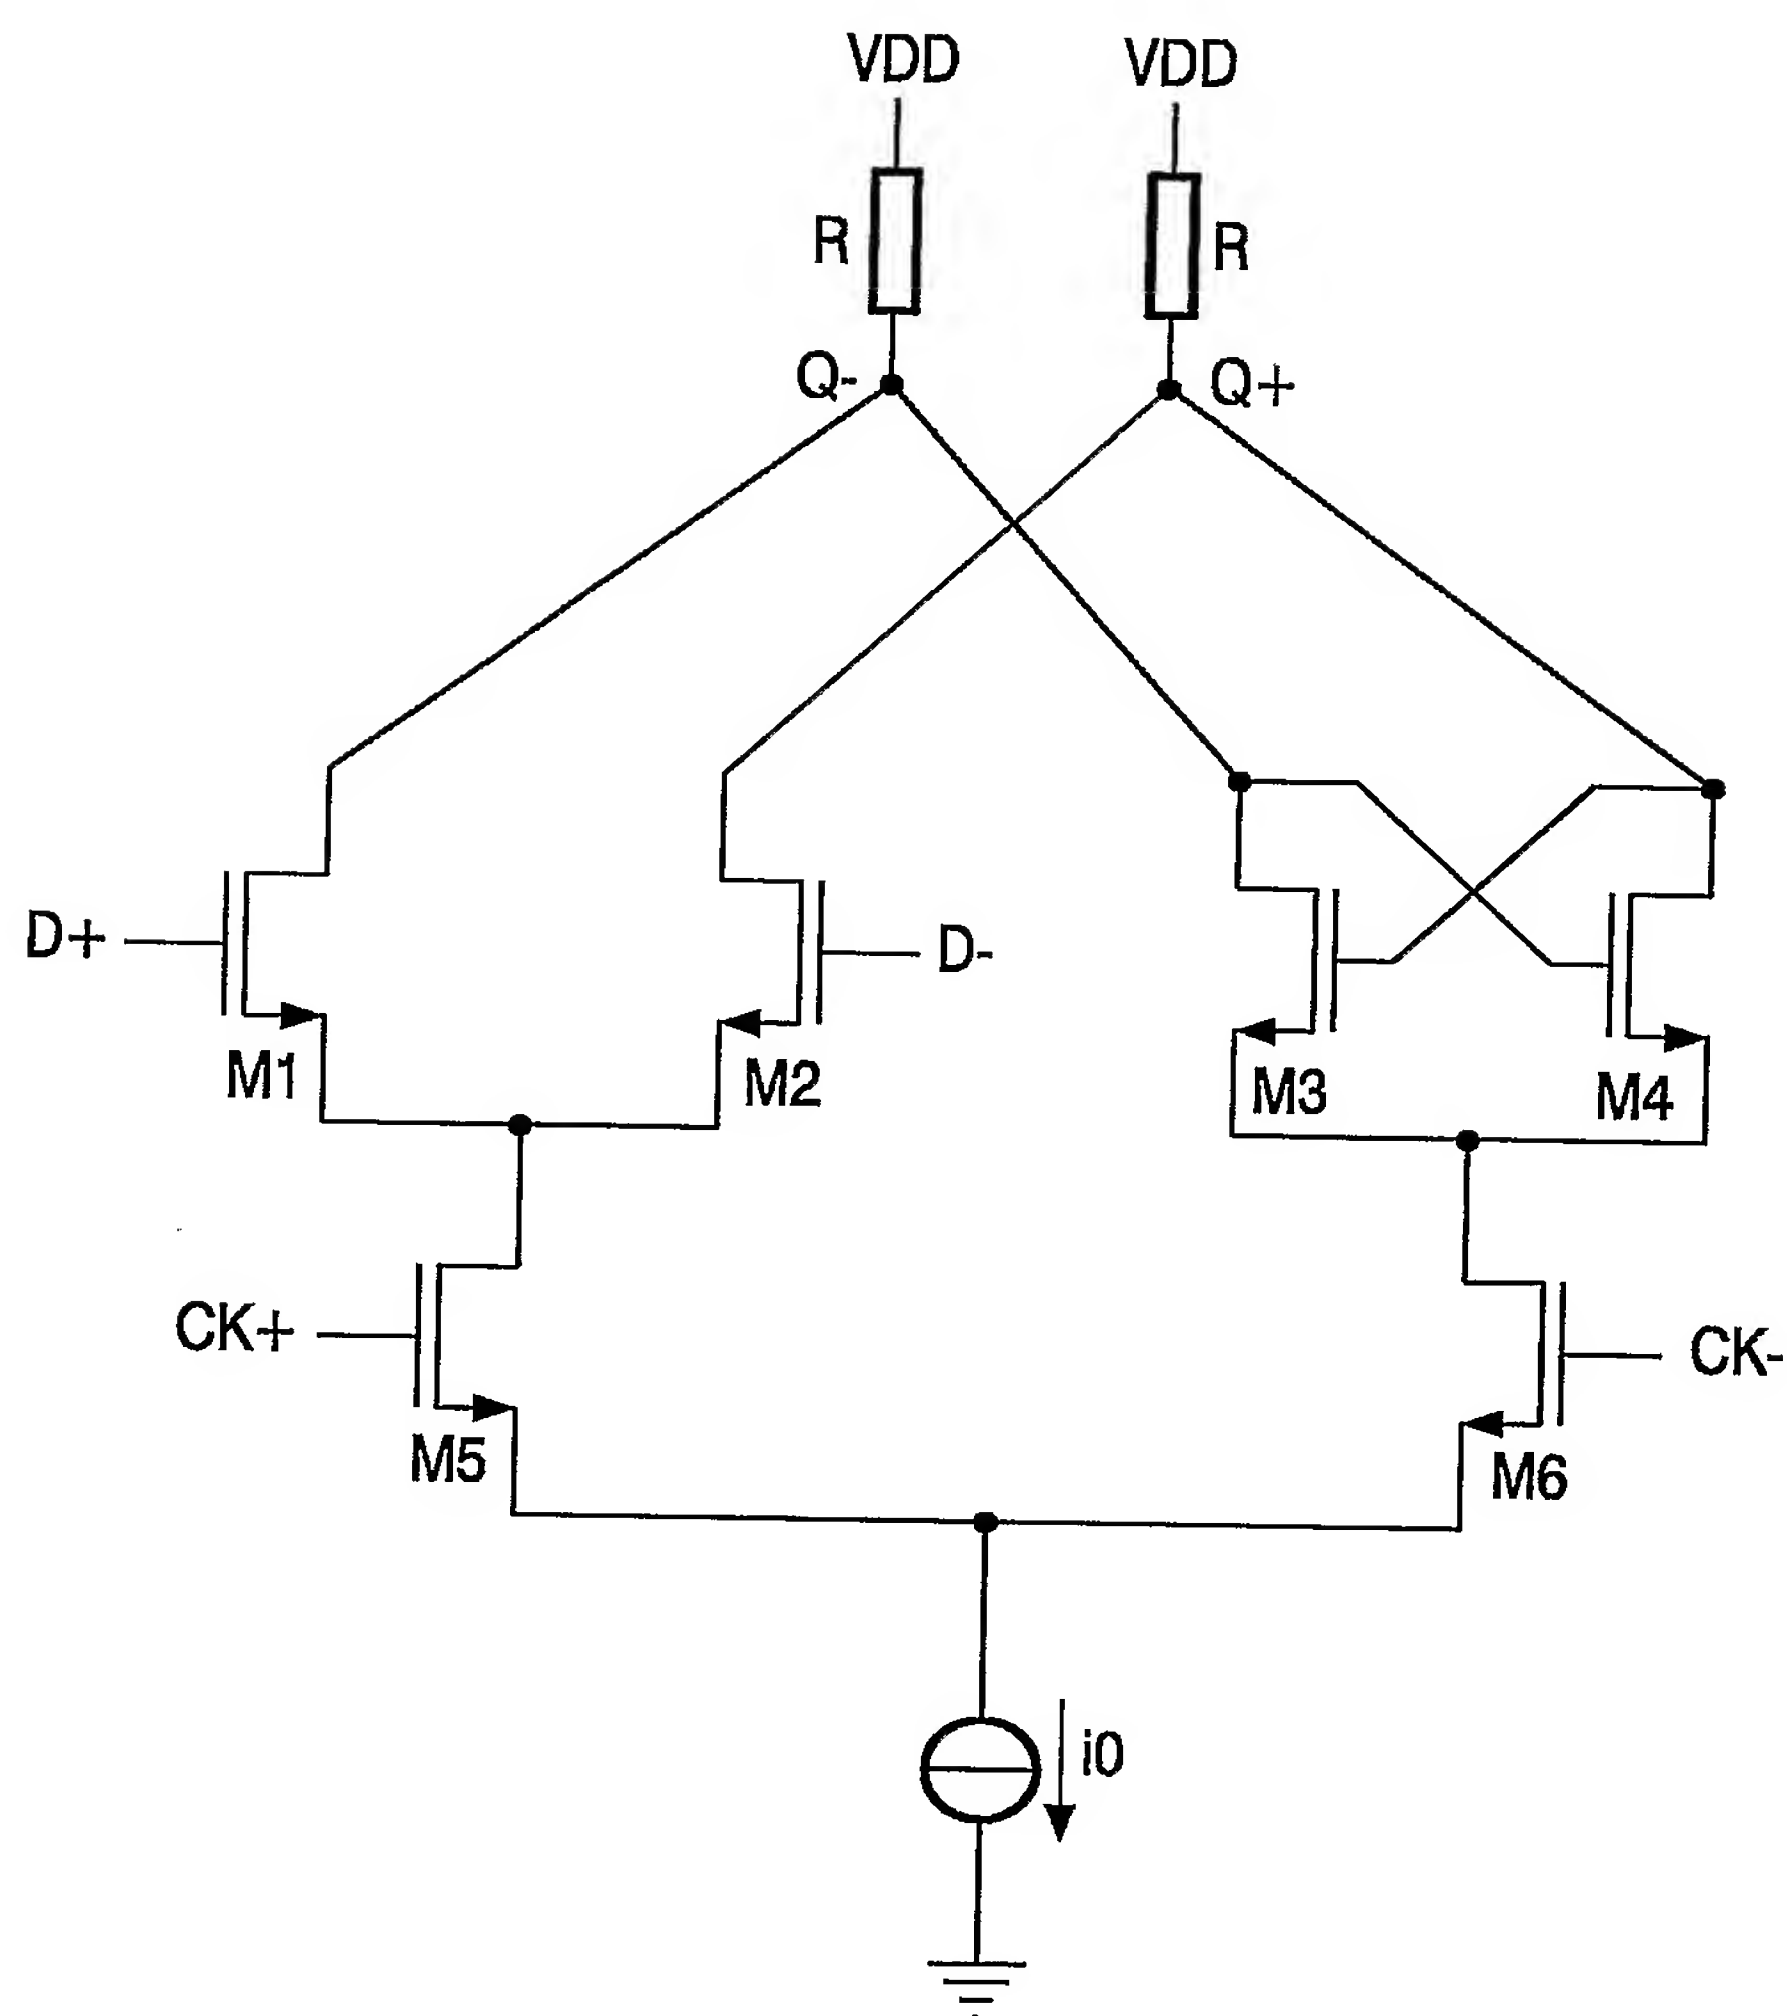 VDD VDD
R R
Q- Q+
D+ D-
M1 M2 M3 M4
CK+ CK-
M5 M6
i0